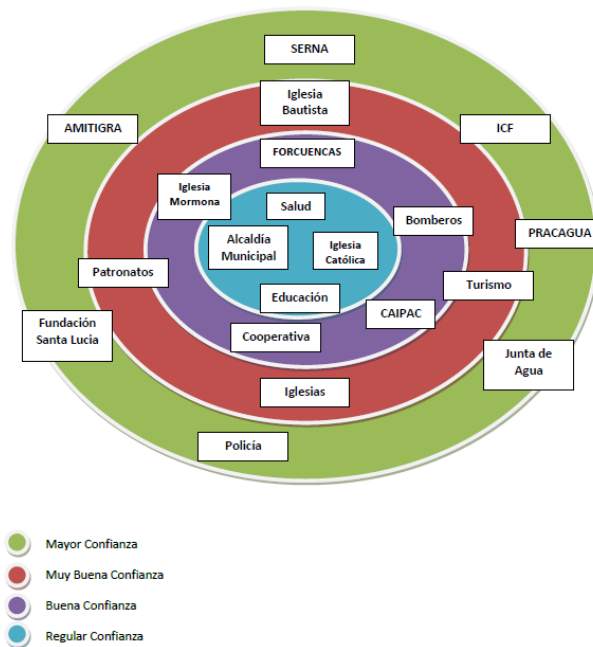 SERNA
Iglesia
Bautista
AMITIGRA
ICF
FORCUENCAS
Iglesia
Mormona
Salud
Bomberos
Alcaldía
Municipal
Iglesia
Católica
PRACAGUA
Patronatos
Turismo
Educación
CAIPAC
Fundación
Santa Lucia
Cooperativa
Junta de
Agua
Iglesias
Policía
Mayor Confianza
Muy Buena Confianza
Buena Confianza
Regular Confianza